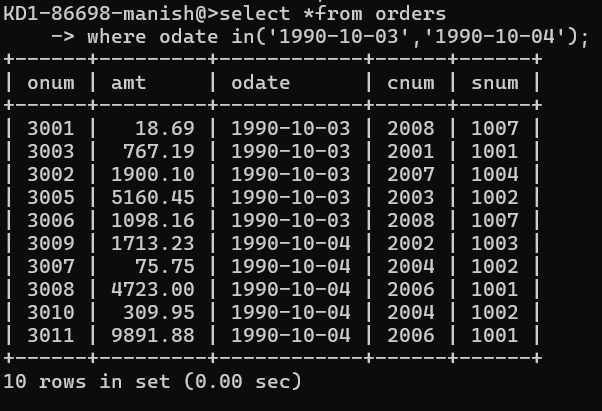 KD1-86698-manish@>select *from orders
    -> where odate in('1990-10-03','1990-10-04');
+------+---------+------------+------+------+
| onum | amt     | odate      | cnum | snum |
+------+---------+------------+------+------+
| 3001 |   18.69 | 1990-10-03 | 2008 | 1007 |
| 3003 |  767.19 | 1990-10-03 | 2001 | 1001 |
| 3002 | 1900.10 | 1990-10-03 | 2007 | 1004 |
| 3005 | 5160.45 | 1990-10-03 | 2003 | 1002 |
| 3006 | 1098.16 | 1990-10-03 | 2008 | 1007 |
| 3009 | 1713.23 | 1990-10-04 | 2002 | 1003 |
| 3007 |   75.75 | 1990-10-04 | 2004 | 1002 |
| 3008 | 4723.00 | 1990-10-04 | 2006 | 1001 |
| 3010 |  309.95 | 1990-10-04 | 2004 | 1002 |
| 3011 | 9891.88 | 1990-10-04 | 2006 | 1001 |
+------+---------+------------+------+------+
10 rows in set (0.00 sec)